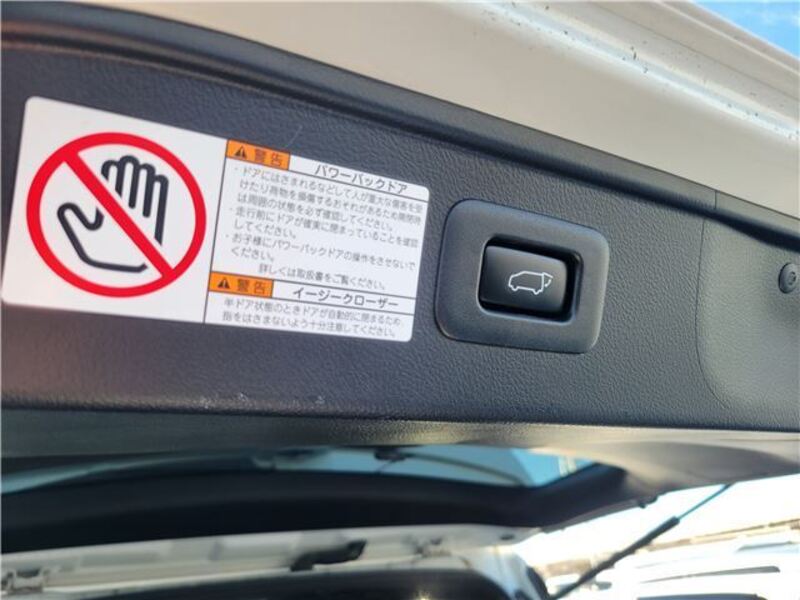 警告 パワーバックドア
・ドアにはさまれるなどして人が重大な傷害を受
けたり荷物を損傷するおそれがあるため開閉時
は周囲の状態を必ず確認してください。
・走行前にドアが確実に閉まっていることを確認
してください。
・お子様にパワーバックドアの操作をさせないで
ください。
詳しくは取扱書をご覧ください。
警告 イージークローザー
半ドア状態のときドアが自動的に閉まるため、
指をはさまないよう十分注意してください。